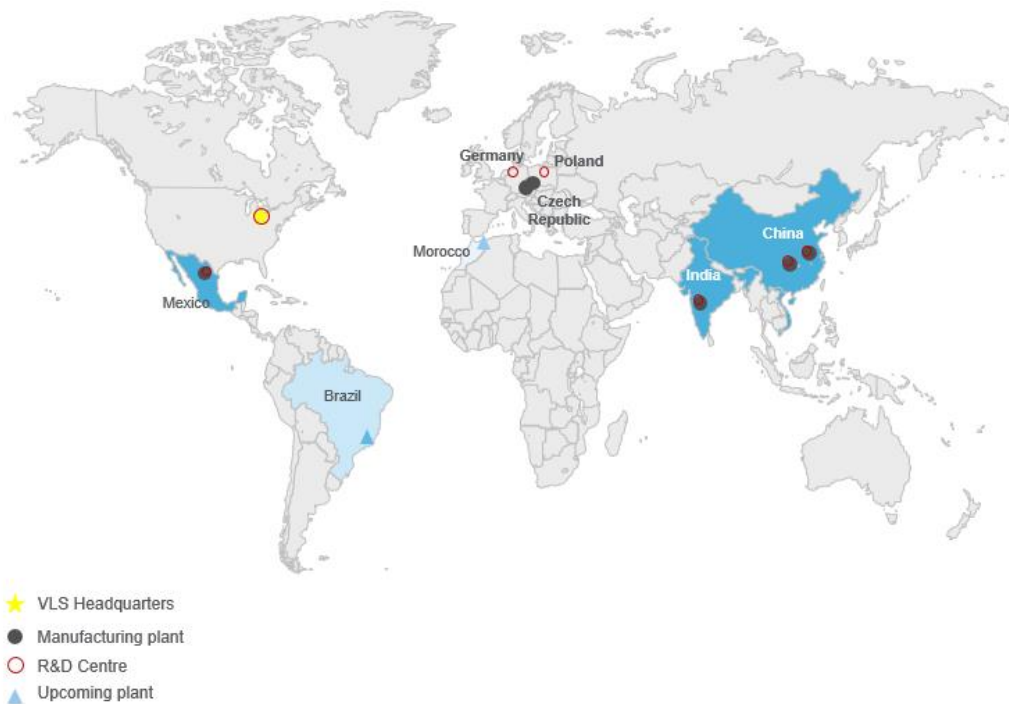 Germany
Poland
Czech
Republic
Morocco
China
India
Mexico
Brazil
VLS Headquarters
Manufacturing plant
R&D Centre
Upcoming plant